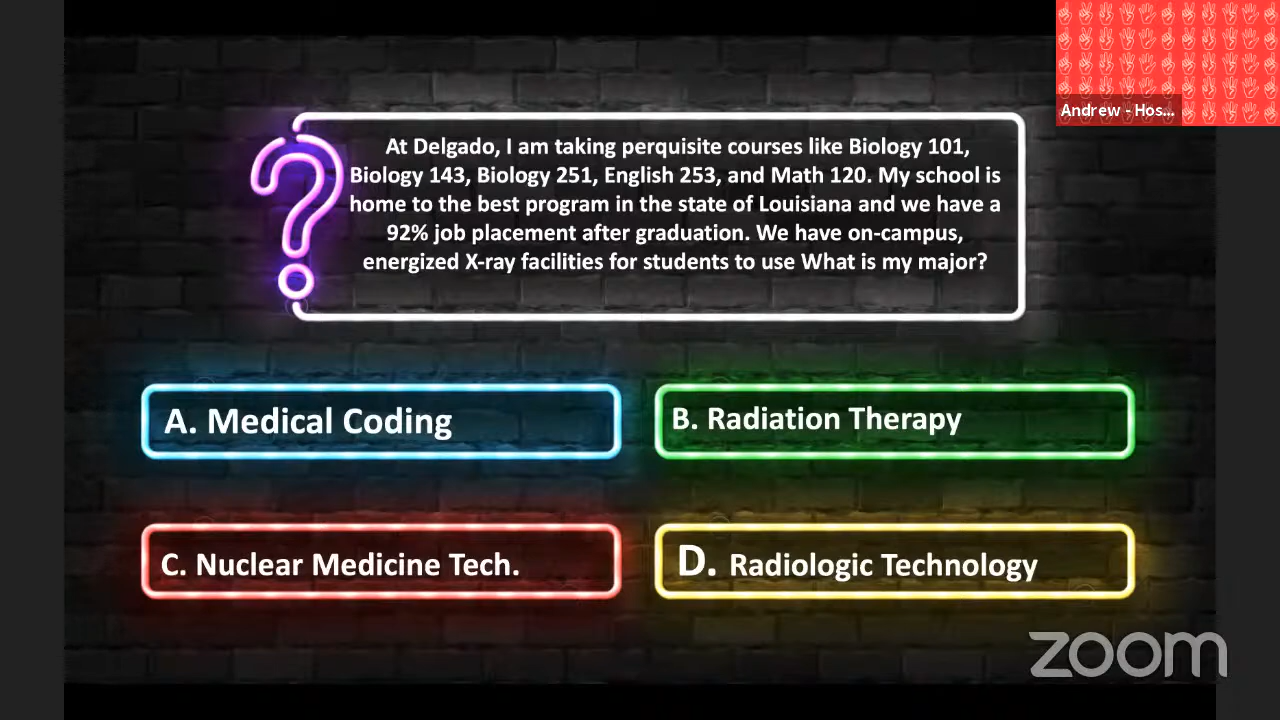 Andrew - Hos...
At Delgado, I am taking perquisite courses like Biology 101,
Biology 143, Biology 251, English 253, and Math 120. My school is
home to the best program in the state of Louisiana and we have a
92% job placement after graduation. We have on-campus,
energized X-ray facilities for students to use What is my major?
A. Medical Coding
B. Radiation Therapy
C. Nuclear Medicine Tech.
D. Radiologic Technology
zoom